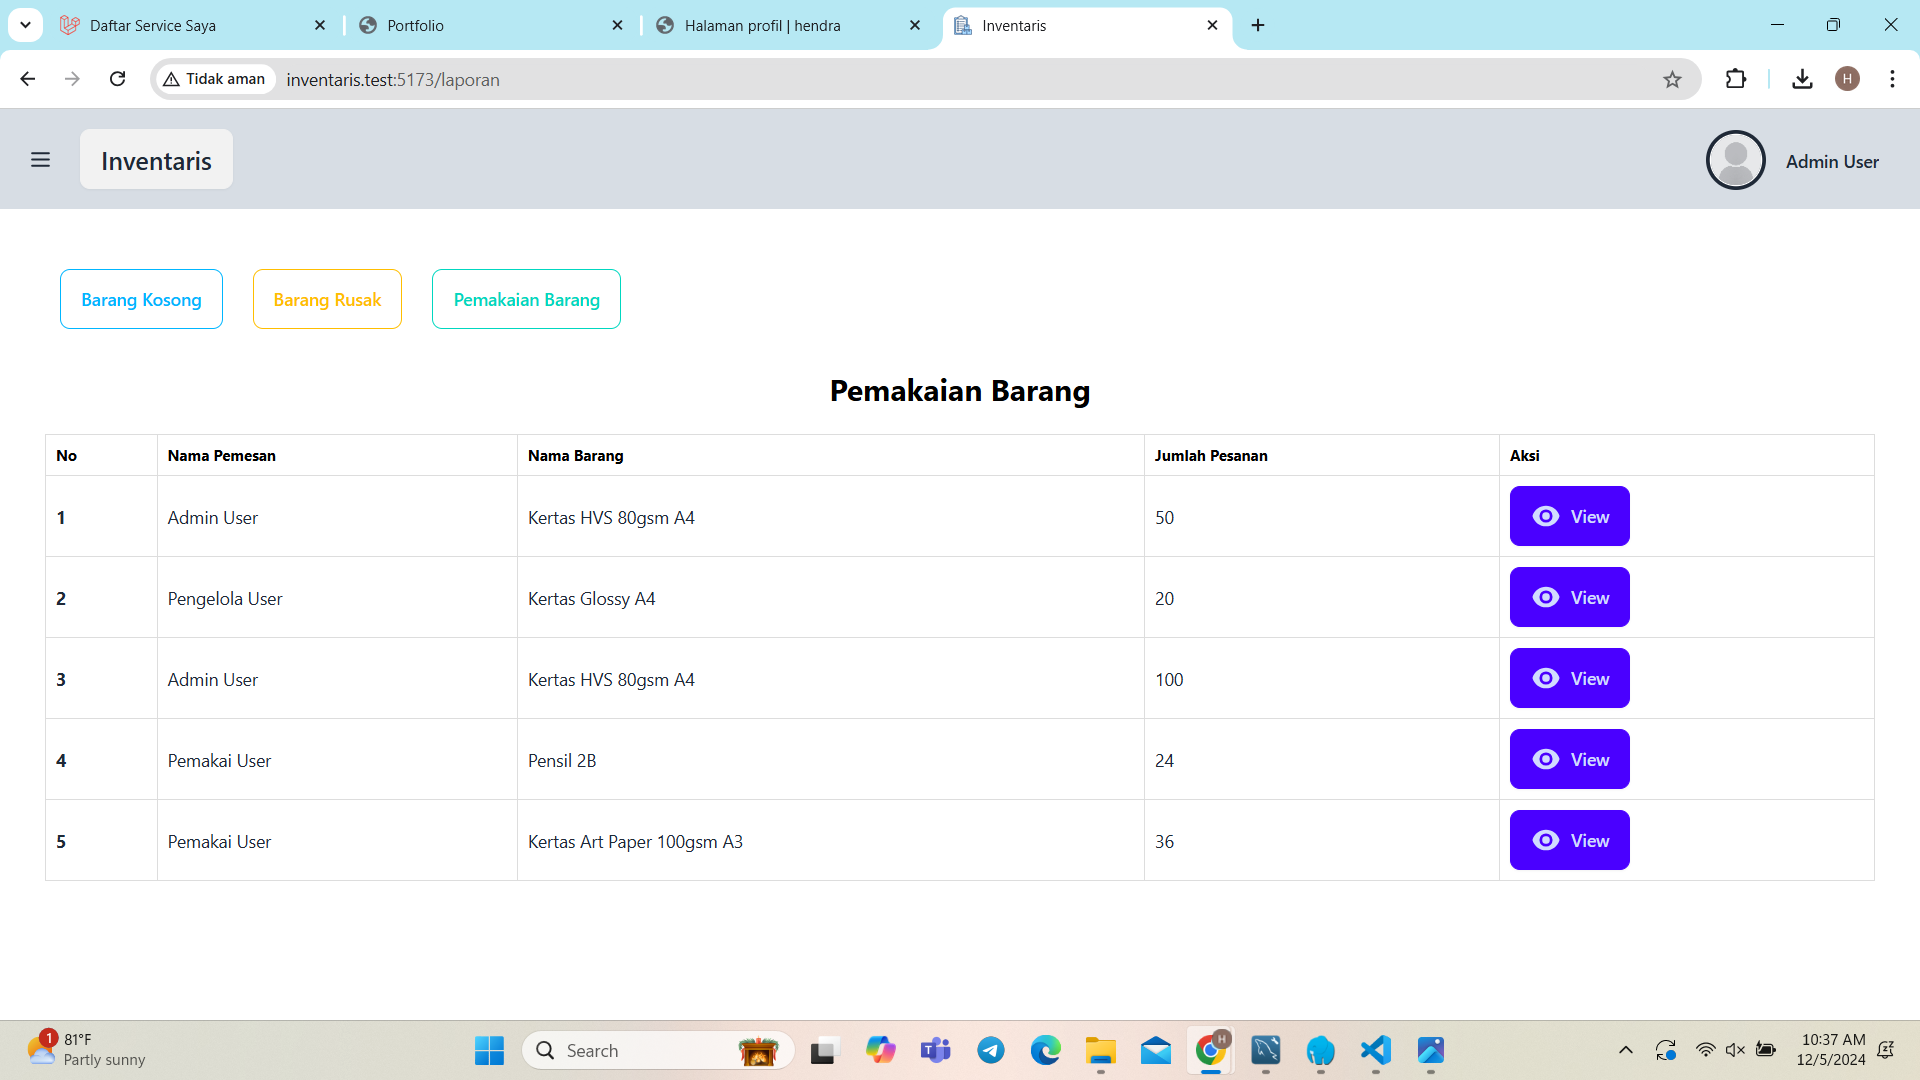 Daftar Service Saya
Portfolio
Halaman profil | hendra
Inventaris
Tidak aman
inventaris.test:5173/laporan
H
Inventaris
Admin User
Barang Kosong
Barang Rusak
Pemakaian Barang
Pemakaian Barang
No Nama Pemesan Nama Barang Jumlah Pesanan Aksi
1 Admin User Kertas HVS 80gsm A4 50 View
2 Pengelola User Kertas Glossy A4 20 View
3 Admin User Kertas HVS 80gsm A4 100 View
4 Pemakai User Pensil 2B 24 View
5 Pemakai User Kertas Art Paper 100gsm A3 36 View
1
81°F
Partly sunny
Search
H
10:37 AM
12/5/2024